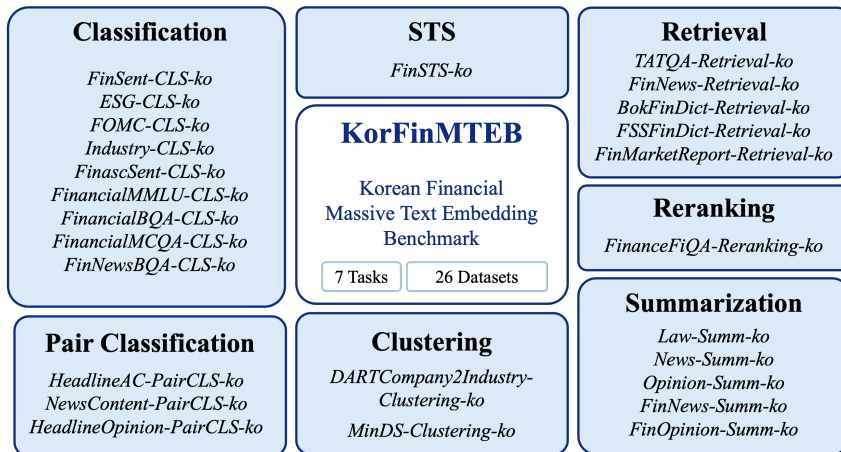 Classification
FinSent-CLS-ko
ESG-CLS-ko
FOMC-CLS-ko
Industry-CLS-ko
FinascSent-CLS-ko
FinancialMMLU-CLS-ko
FinancialBQA-CLS-ko
FinancialMCQA-CLS-ko
FinNewsBQA-CLS-ko
Pair Classification
HeadlineAC-PairCLS-ko
NewsContent-PairCLS-ko
HeadlineOpinion-PairCLS-ko
STS
FinSTS-ko
KorFinMTEB
Korean Financial
Massive Text Embedding
Benchmark
7 Tasks
26 Datasets
Clustering
DARTCompany2Industry-
Clustering-ko
MinDS-Clustering-ko
Retrieval
TATQA-Retrieval-ko
FinNews-Retrieval-ko
BokFinDict-Retrieval-ko
FSSFinDict-Retrieval-ko
FinMarketReport-Retrieval-ko
Reranking
FinanceFiQA-Reranking-ko
Summarization
Law-Summ-ko
News-Summ-ko
Opinion-Summ-ko
FinNews-Summ-ko
FinOpinion-Summ-ko